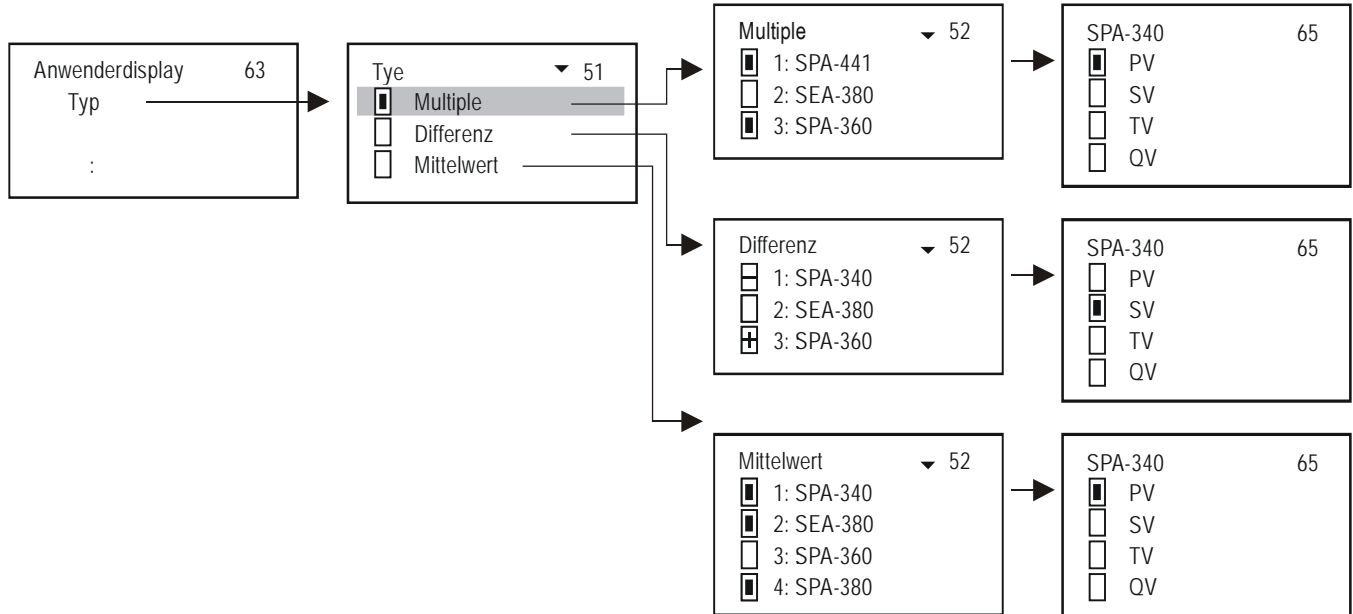 Anwenderdisplay 63
Typ
:
Tye 51
Multiple
Differenz
Mittelwert
Multiple 52
1: SPA-441
2: SEA-380
3: SPA-360
SPA-340 65
PV
SV
TV
QV
Differenz 52
1: SPA-340
2: SEA-380
3: SPA-360
SPA-340 65
PV
SV
TV
QV
Mittelwert 52
1: SPA-340
2: SEA-380
3: SPA-360
4: SPA-380
SPA-340 65
PV
SV
TV
QV